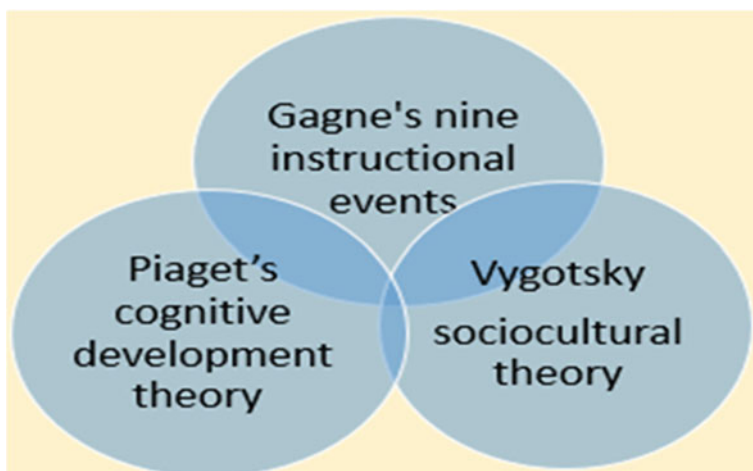 Gagne's nine
instructional
events
Piaget’s
cognitive
development
theory
Vygotsky
sociocultural
theory